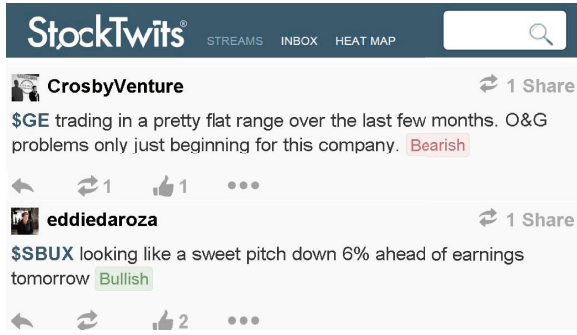 StockTwits®
STREAMS INBOX HEAT MAP
CrosbyVenture
1 Share
$GE trading in a pretty flat range over the last few months. O&G
problems only just beginning for this company. Bearish
1 1
eddiedaroza
1 Share
$SBUX looking like a sweet pitch down 6% ahead of earnings
tomorrow Bullish
2